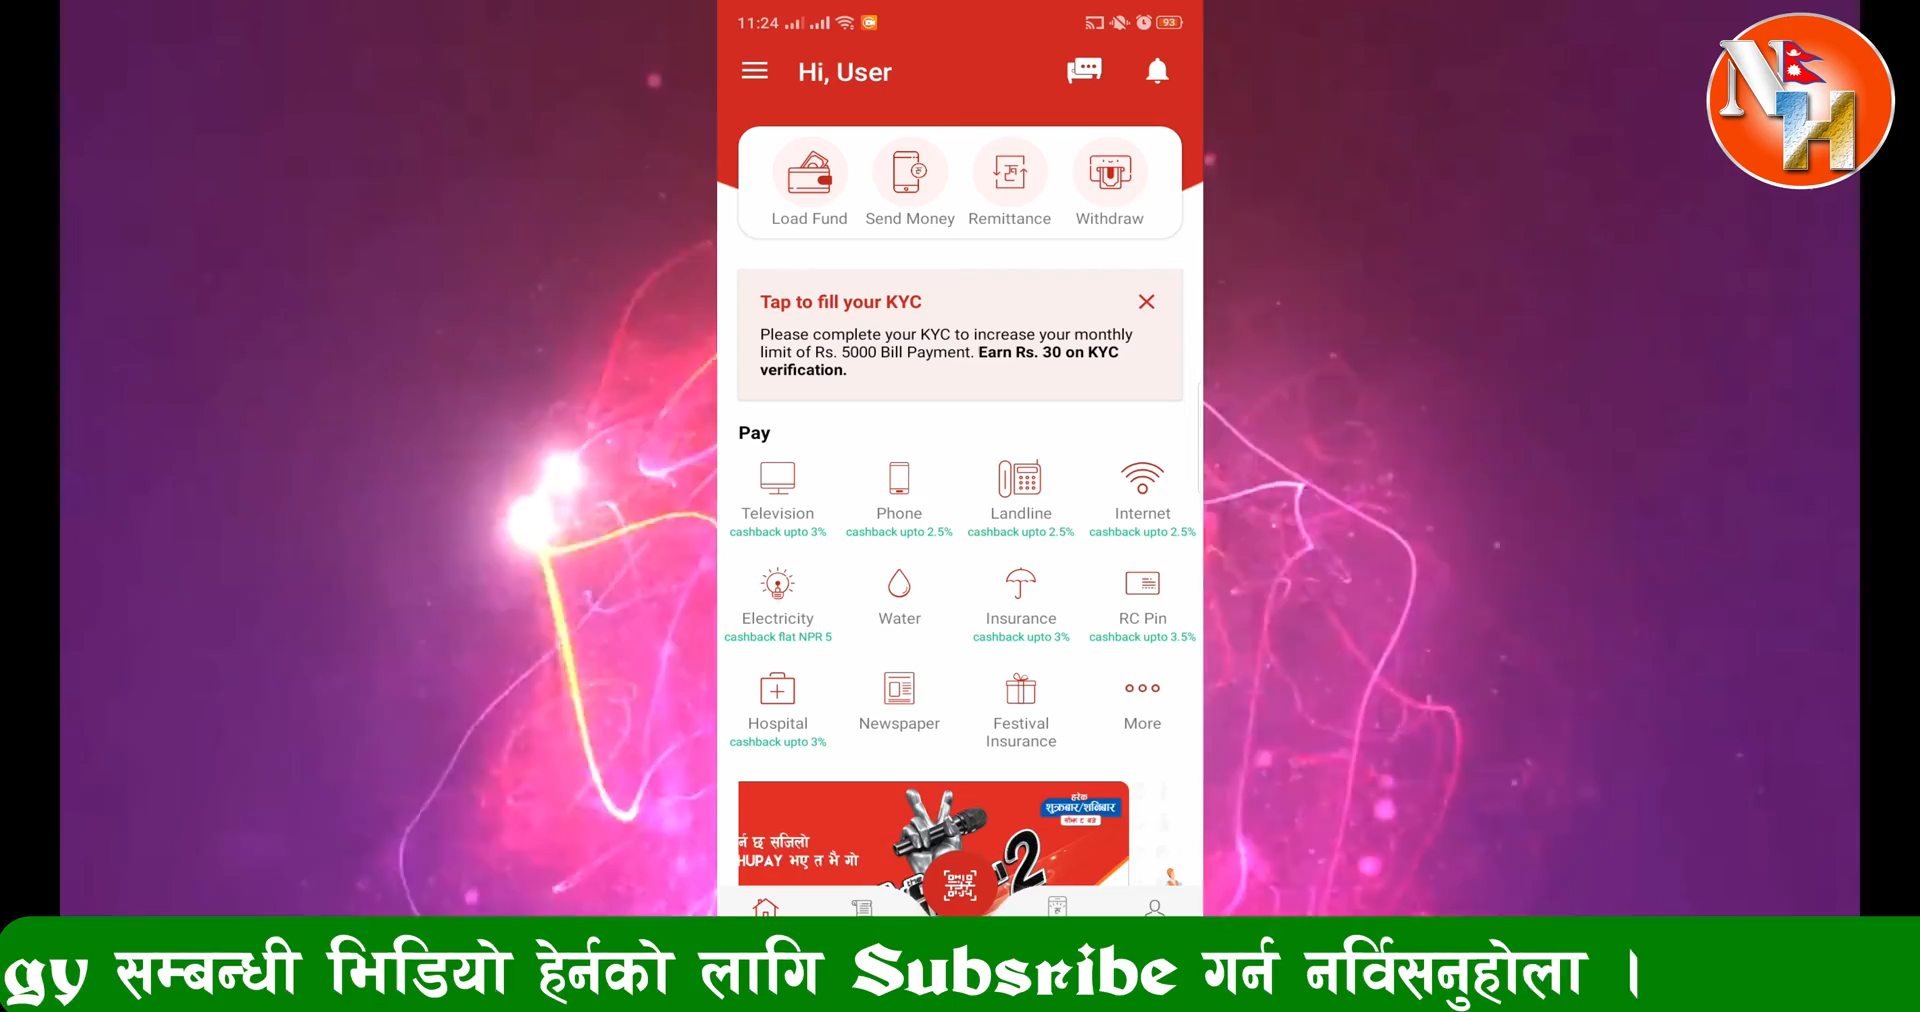 11:24
93
Hi, User
NH
Load Fund
Send Money
Remittance
Withdraw
Tap to fill your KYC
Please complete your KYC to increase your monthly
limit of Rs. 5000 Bill Payment. Earn Rs. 30 on KYC
verification.
Pay
Television
cashback upto 3%
Phone
cashback upto 2.5%
Landline
cashback upto 2.5%
Internet
cashback upto 2.5%
Electricity
cashback flat NPR 5
Water
Insurance
cashback upto 3%
RC Pin
cashback upto 3.5%
Hospital
cashback upto 3%
Newspaper
Festival
Insurance
More
हरेक
शुक्रबार/शनिबार
र्न छ सजिलो
HUPAY भए त भै गो
2
gy सम्बन्धी भिडियो हेर्नको लागि Subsribe गर्न नर्विसनुहोला ।